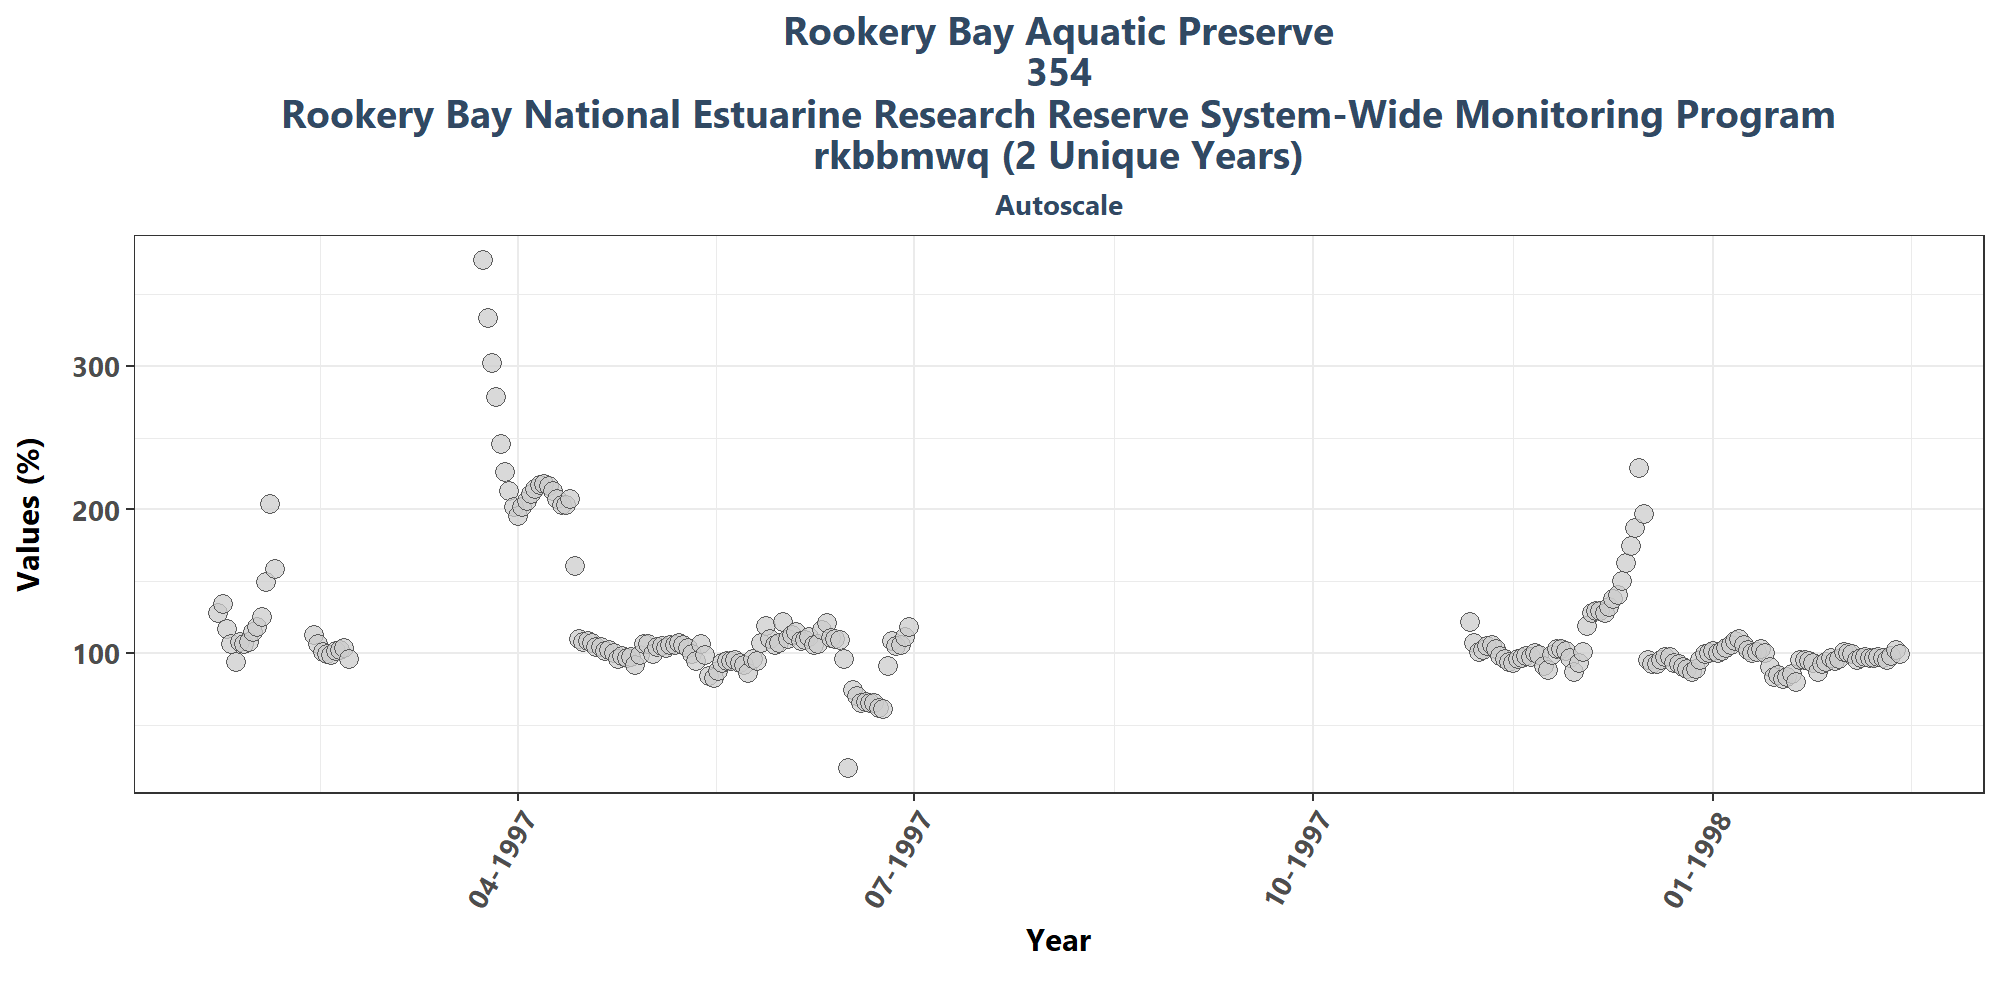 Rookery Bay Aquatic Preserve
354
Rookery Bay National Estuarine Research Reserve System-Wide Monitoring Program
rkbbmwq (2 Unique Years)
Autoscale
Values (%)
300
200
100
04-1997
07-1997
10-1997
01-1998
Year